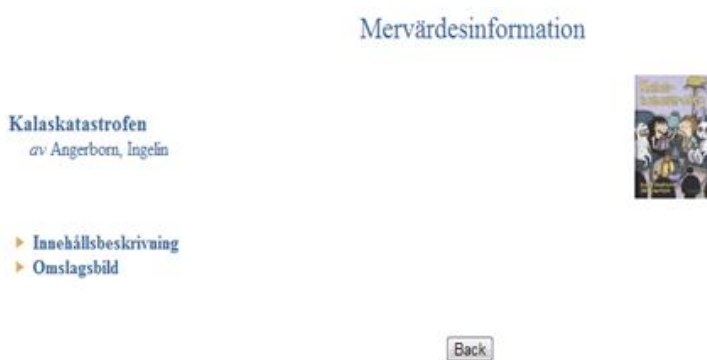 Mervärdesinformation
Kalaskatastrofen
av Angerborn, Ingelin
Innehållsbeskrivning
Omslagsbild
Back